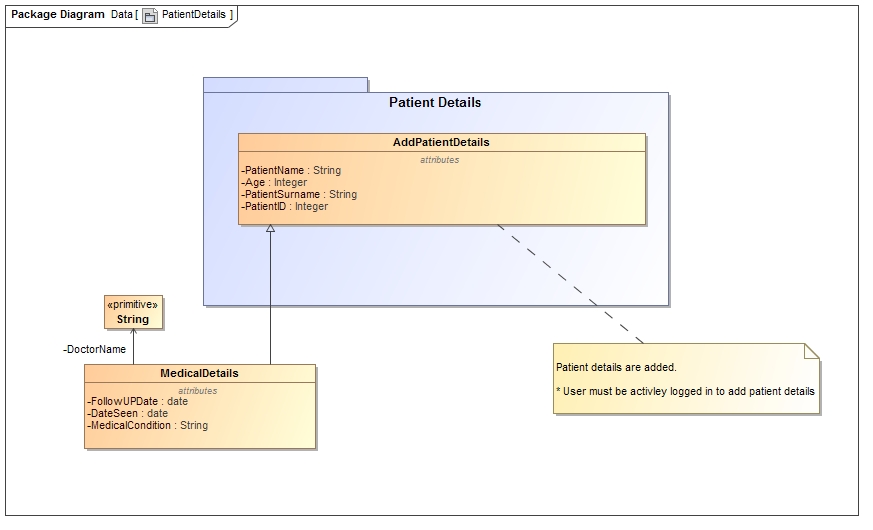 Package Diagram Data [ PatientDetails ]
Patient Details
AddPatientDetails
attributes
-PatientName : String
-Age : Integer
-PatientSurname : String
-PatientID : Integer
«primitive»
String
-DoctorName
MedicalDetails
attributes
-FollowUPDate : date
-DateSeen : date
-MedicalCondition : String
Patient details are added.
* User must be activley logged in to add patient details